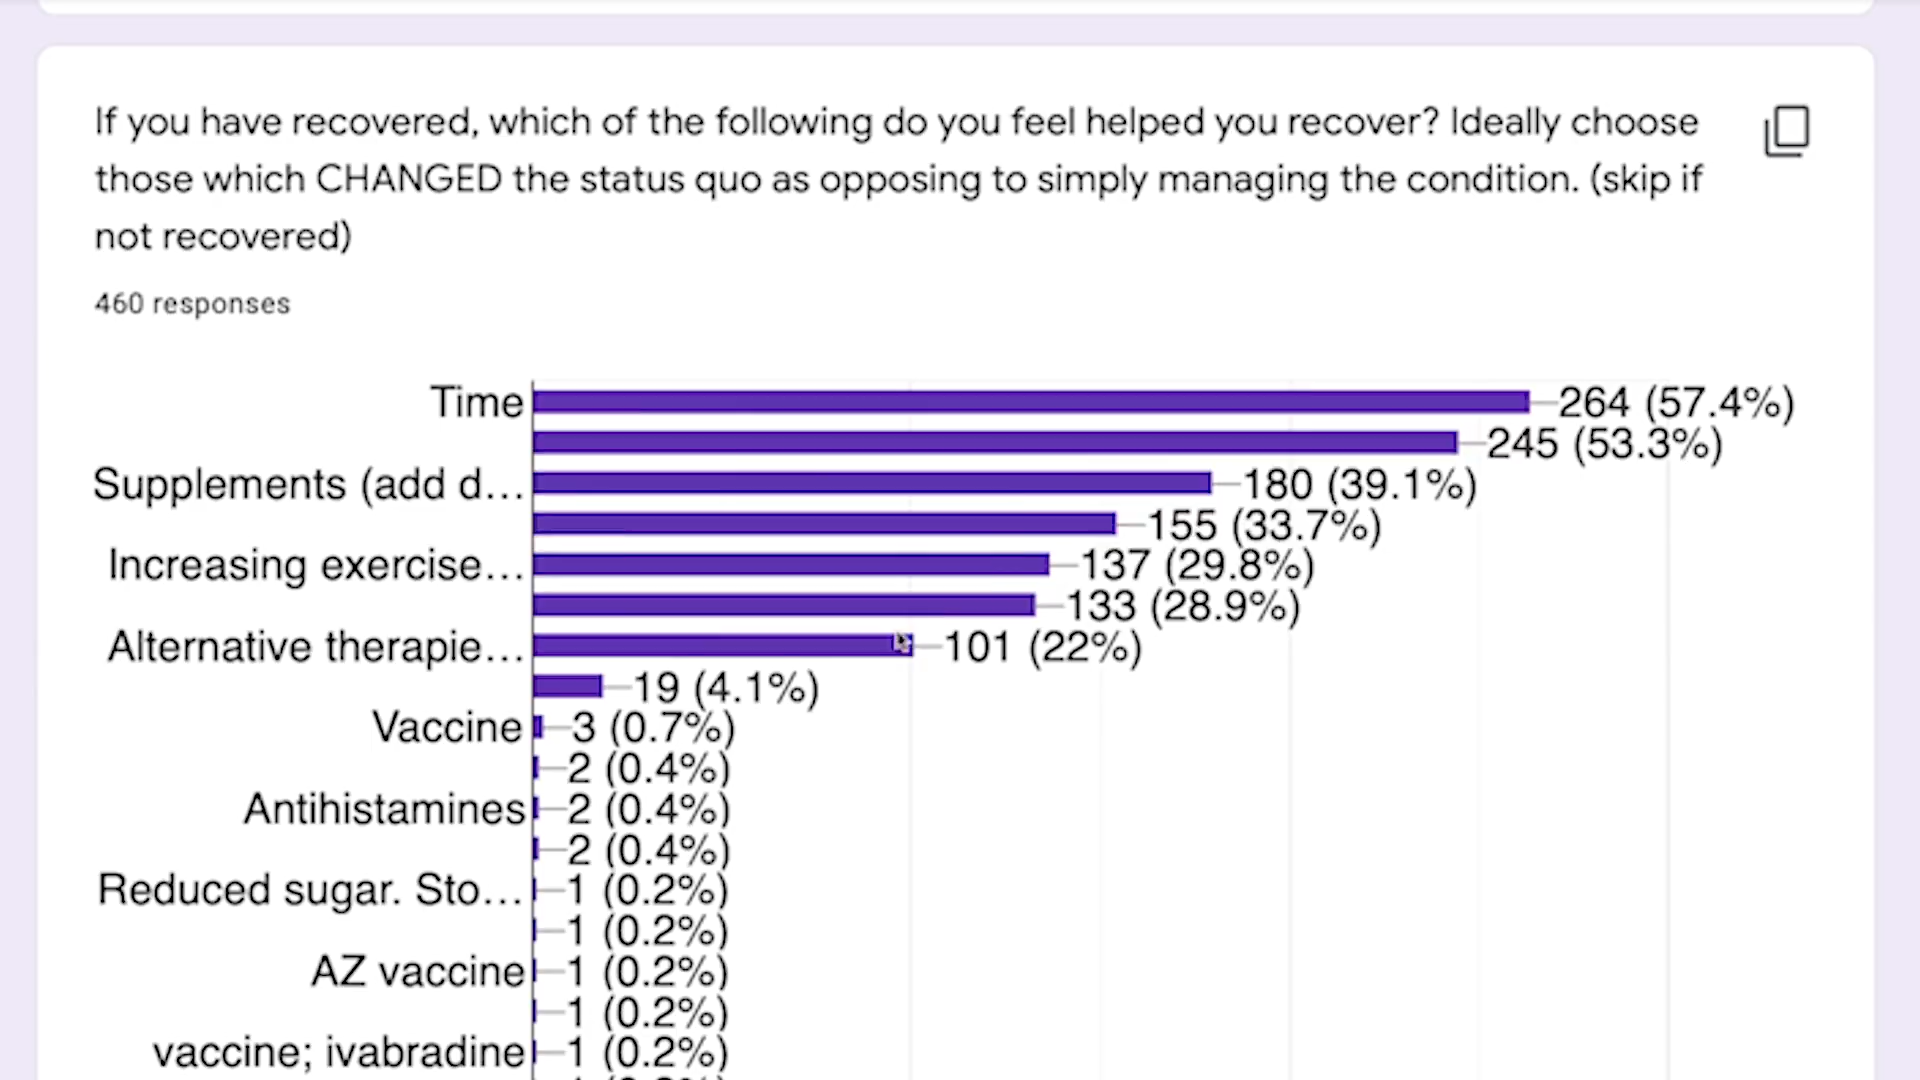 If you have recovered, which of the following do you feel helped you recover? Ideally choose
those which CHANGED the status quo as opposing to simply managing the condition. (skip if
not recovered)
460 responses
Time 264 (57.4%)
245 (53.3%)
Supplements (add d... 180 (39.1%)
155 (33.7%)
Increasing exercise... 137 (29.8%)
133 (28.9%)
Alternative therapie... 101 (22%)
19 (4.1%)
Vaccine 3 (0.7%)
2 (0.4%)
Antihistamines 2 (0.4%)
2 (0.4%)
Reduced sugar. Sto... 1 (0.2%)
1 (0.2%)
AZ vaccine 1 (0.2%)
1 (0.2%)
vaccine; ivabradine 1 (0.2%)